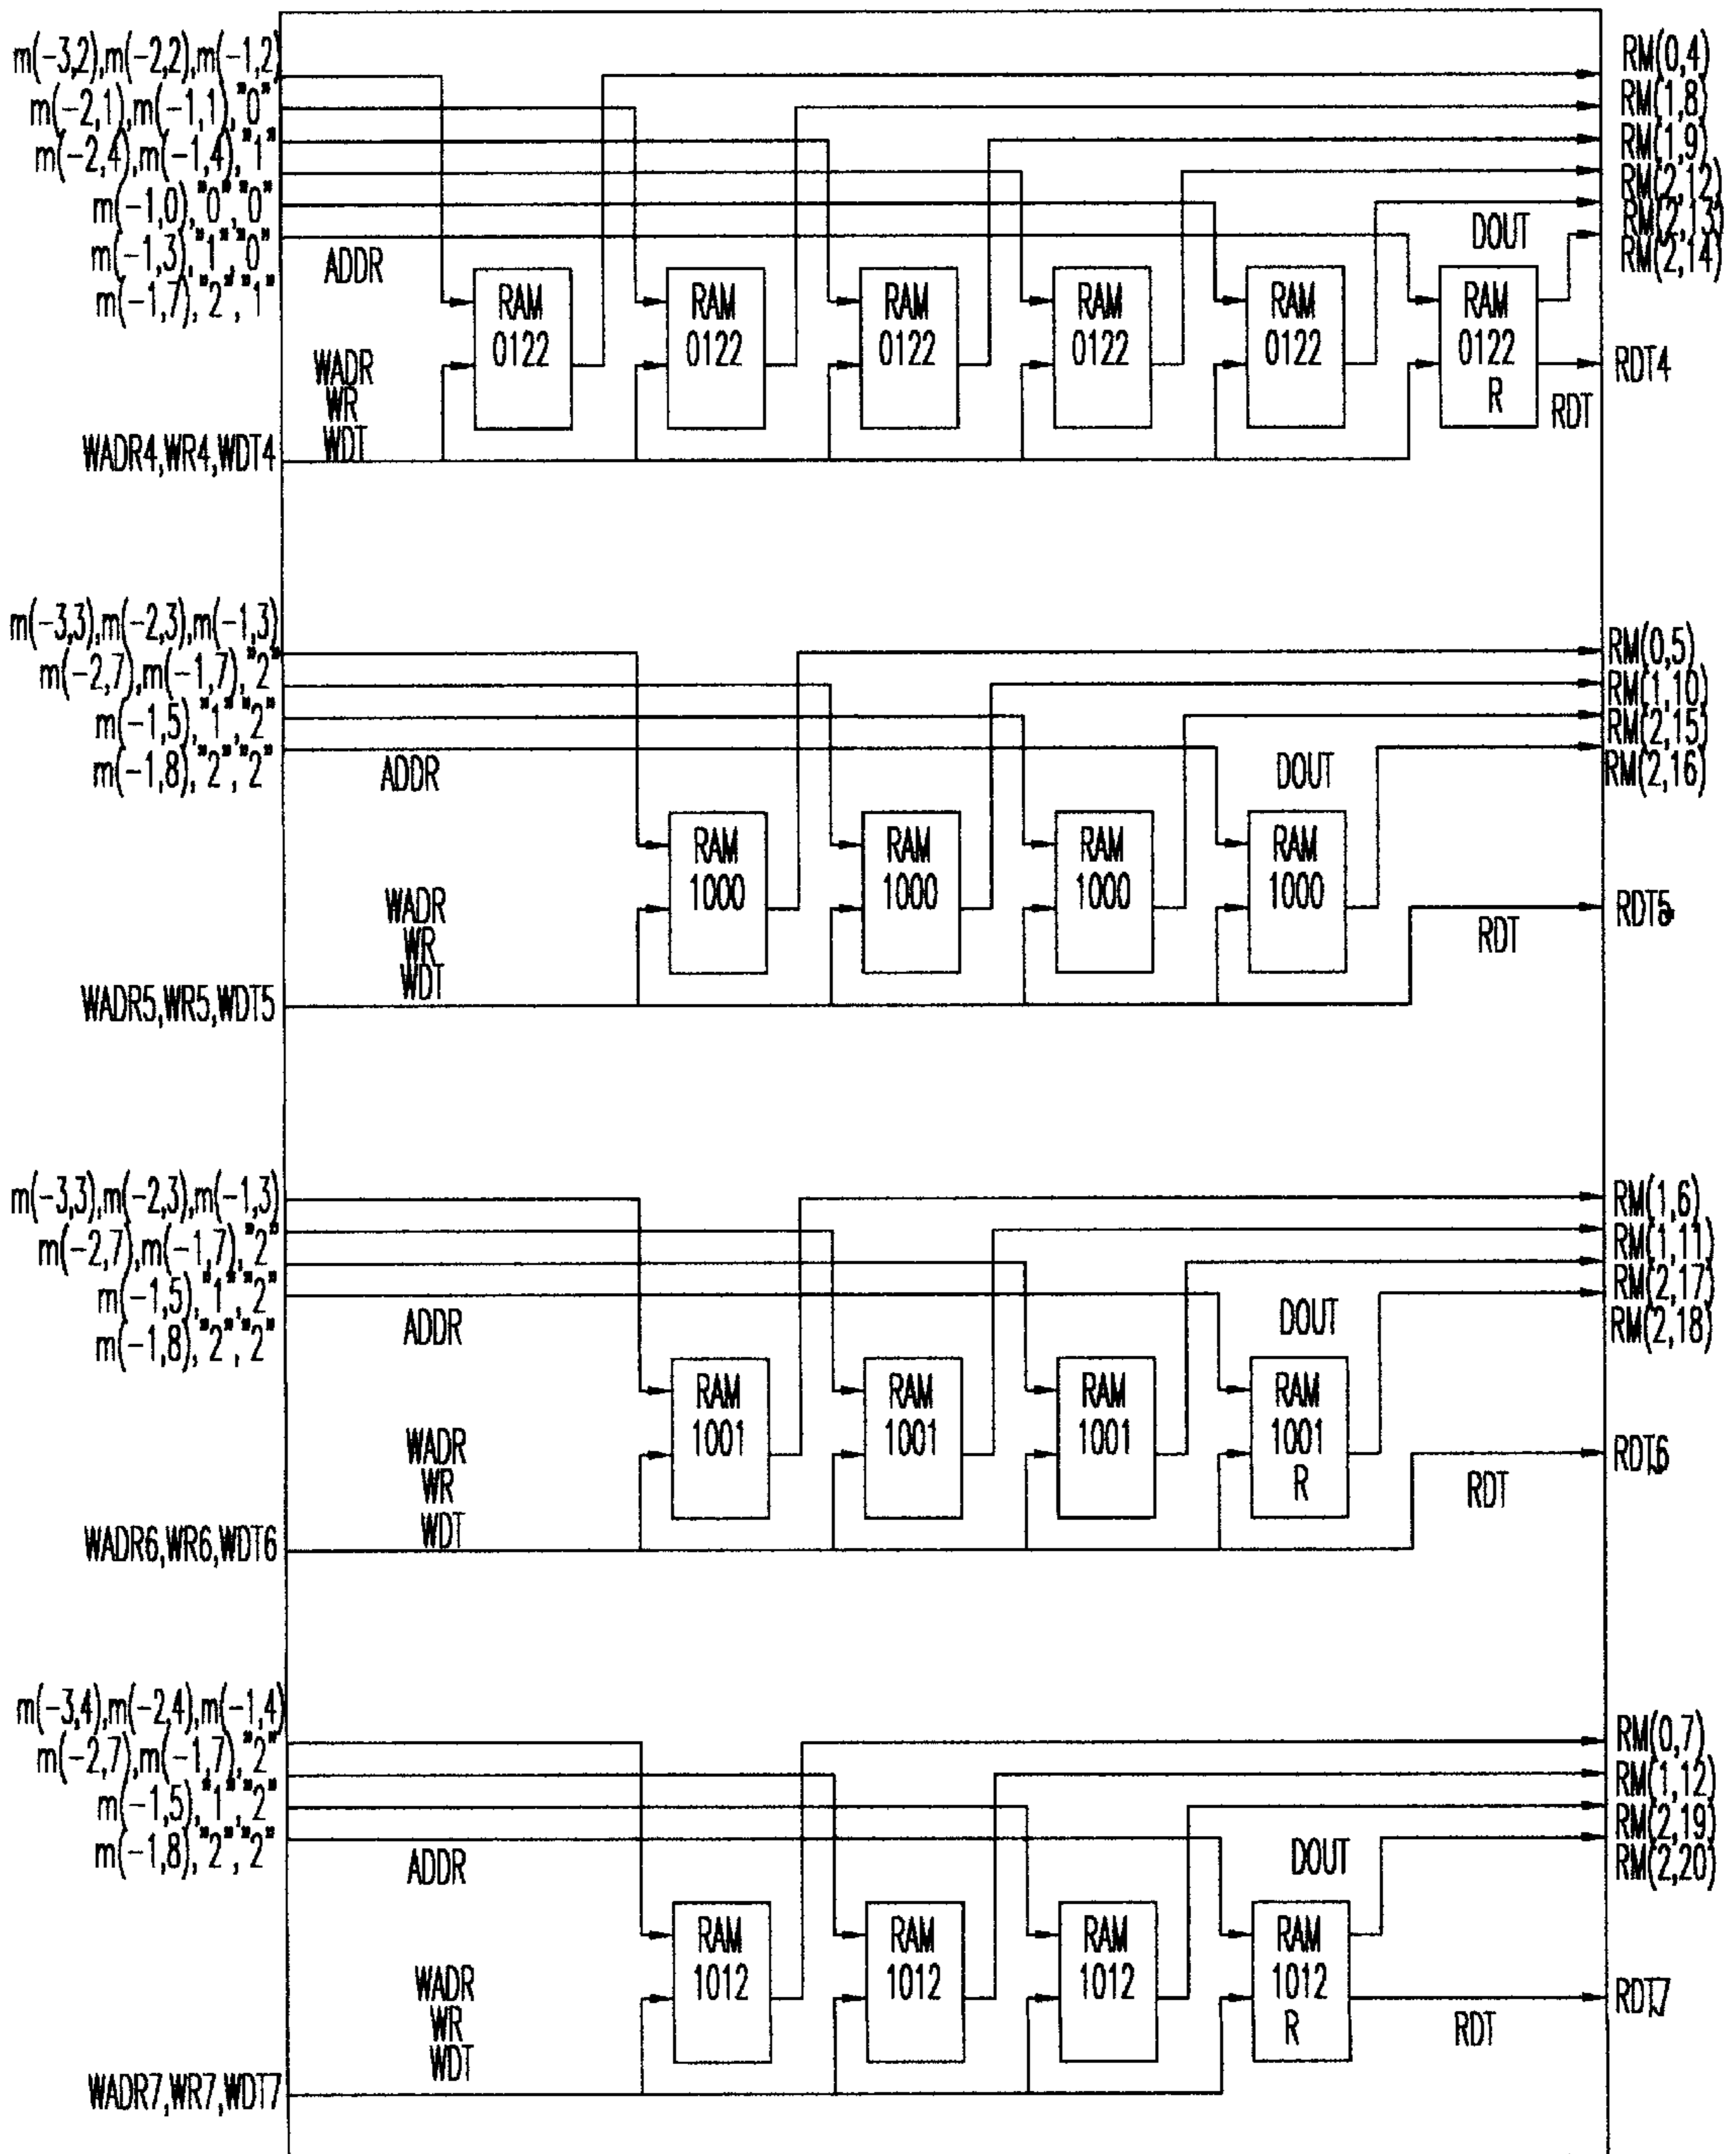 m(-3,2),m(-2,2),m(-1,2)
m(-2,1),m(-1,1),"0"
m(-2,4),m(-1,4),"1"
m(-1,0),"0","0"
m(-1,3),"1","0"
m(-1,7),"2","1"
ADDR
WADR
WR
WDT
WADR4,WR4,WDT4
RAM 0122
RAM 0122
RAM 0122
RAM 0122
RAM 0122
RAM 0122 R
DOUT
RDT
RM(0,4)
RM(1,8)
RM(1,9)
RM(2,12)
RM(2,13)
RM(2,14)
RDT4
m(-3,3),m(-2,3),m(-1,3)
m(-2,7),m(-1,7),"2"
m(-1,5),"1","2"
m(-1,8),"2","2"
ADDR
WADR
WR
WDT
WADR5,WR5,WDT5
RAM 1000
RAM 1000
RAM 1000
RAM 1000
DOUT
RDT
RM(0,5)
RM(1,10)
RM(2,15)
RM(2,16)
RDT5
m(-3,3),m(-2,3),m(-1,3)
m(-2,7),m(-1,7),"2"
m(-1,5),"1","2"
m(-1,8),"2","2"
ADDR
WADR
WR
WDT
WADR6,WR6,WDT6
RAM 1001
RAM 1001
RAM 1001
RAM 1001 R
DOUT
RDT
RM(1,6)
RM(1,11)
RM(2,17)
RM(2,18)
RDT6
m(-3,4),m(-2,4),m(-1,4)
m(-2,7),m(-1,7),"2"
m(-1,5),"1","2"
m(-1,8),"2","2"
ADDR
WADR
WR
WDT
WADR7,WR7,WDT7
RAM 1012
RAM 1012
RAM 1012
RAM 1012 R
DOUT
RDT
RM(0,7)
RM(1,12)
RM(2,19)
RM(2,20)
RDT7